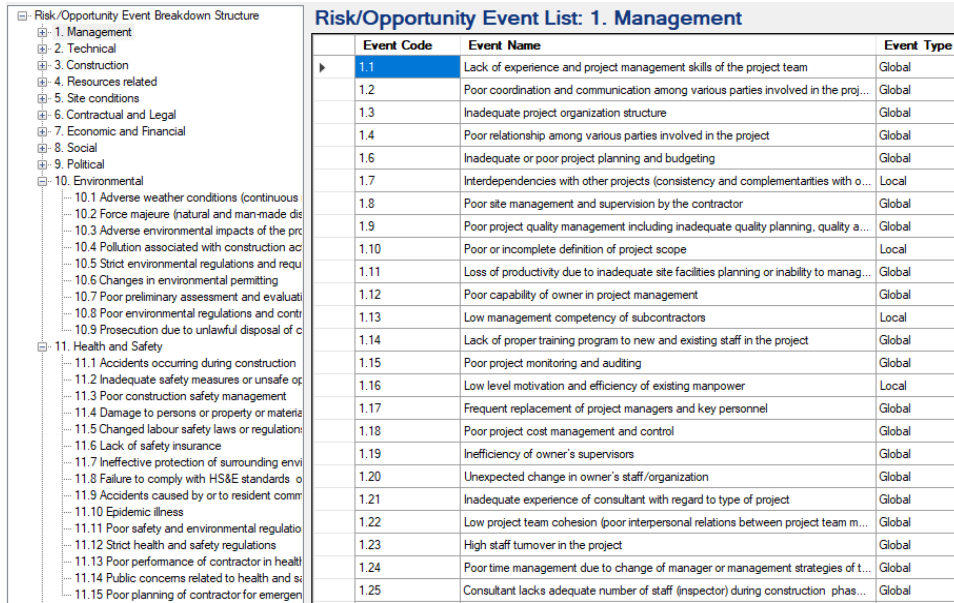 Risk/Opportunity Event Breakdown Structure
1. Management
2. Technical
3. Construction
4. Resources related
5. Site conditions
6. Contractual and Legal
7. Economic and Financial
8. Social
9. Political
10. Environmental
10.1 Adverse weather conditions (continuous
10.2 Force majeure (natural and man-made dis
10.3 Adverse environmental impacts of the pro
10.4 Pollution associated with construction ac
10.5 Strict environmental regulations and requ
10.6 Changes in environmental permitting
10.7 Poor preliminary assessment and evaluati
10.8 Poor environmental regulations and contr
10.9 Prosecution due to unlawful disposal of c
11. Health and Safety
11.1 Accidents occurring during construction
11.2 Inadequate safety measures or unsafe op
11.3 Poor construction safety management
11.4 Damage to persons or property or materia
11.5 Changed labour safety laws or regulation
11.6 Lack of safety insurance
11.7 Ineffective protection of surrounding envi
11.8 Failure to comply with HS&E standards o
11.9 Accidents caused by or to resident comm
11.10 Epidemic illness
11.11 Poor safety and environmental regulatio
11.12 Strict health and safety regulations
11.13 Poor perfomance of contractor in health
11.14 Public concerns related to health and sa
11.15 Poor planning of contractor for emergen
Risk/Opportunity Event List: 1. Management
Event Code Event Name Event Type
1.1 Lack of experience and project management skills of the project team Global
1.2 Poor coordination and communication among various parties involved in the proj... Global
1.3 Inadequate project organization structure Global
1.4 Poor relationship among various parties involved in the project Global
1.6 Inadequate or poor project planning and budgeting Global
1.7 Interdependencies with other projects (consistency and complementarities with o... Local
1.8 Poor site management and supervision by the contractor Global
1.9 Poor project quality management including inadequate quality planning, quality a... Global
1.10 Poor or incomplete definition of project scope Local
1.11 Loss of productivity due to inadequate site facilities planning or inability to manag... Global
1.12 Poor capability of owner in project management Global
1.13 Low management competency of subcontractors Local
1.14 Lack of proper training program to new and existing staff in the project Global
1.15 Poor project monitoring and auditing Global
1.16 Low level motivation and efficiency of existing manpower Local
1.17 Frequent replacement of project managers and key personnel Global
1.18 Poor project cost management and control Global
1.19 Inefficiency of owner's supervisors Global
1.20 Unexpected change in owner's staff/organization Global
1.21 Inadequate experience of consultant with regard to type of project Global
1.22 Low project team cohesion (poor interpersonal relations between project team m... Global
1.23 High staff turnover in the project Global
1.24 Poor time management due to change of manager or management strategies of t... Global
1.25 Consultant lacks adequate number of staff (inspector) during construction phas... Global